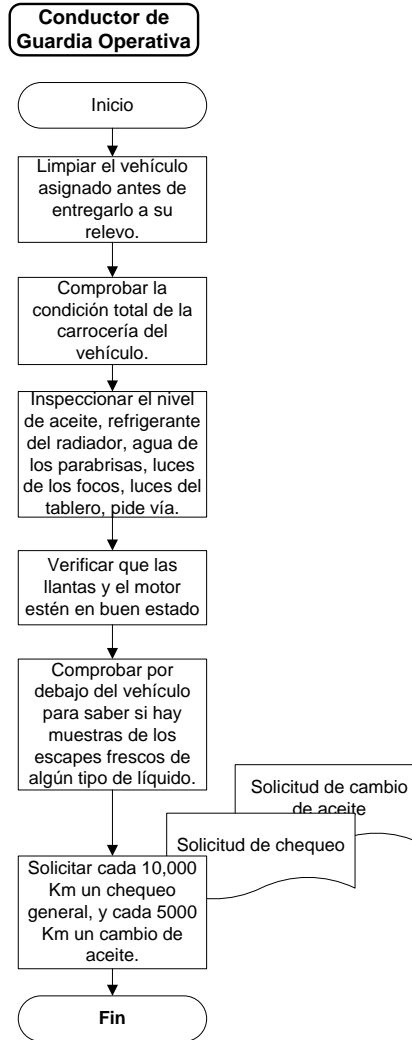 Conductor de
Guardia Operativa
Inicio
Limpiar el vehículo
asignado antes de
entregarlo a su
relevo.
Comprobar la
condición total de la
carrocería del
vehículo.
Inspeccionar el nivel
de aceite, refrigerante
del radiador, agua de
los parabrisas, luces
de los focos, luces del
tablero, pide vía.
Verificar que las
llantas y el motor
estén en buen estado
Comprobar por
debajo del vehículo
para saber si hay
muestras de los
escapes frescos de
algún tipo de líquido.
Solicitud de cambio
de aceite
Solicitud de chequeo
Solicitar cada 10,000
Km un chequeo
general, y cada 5000
Km un cambio de
aceite.
Fin